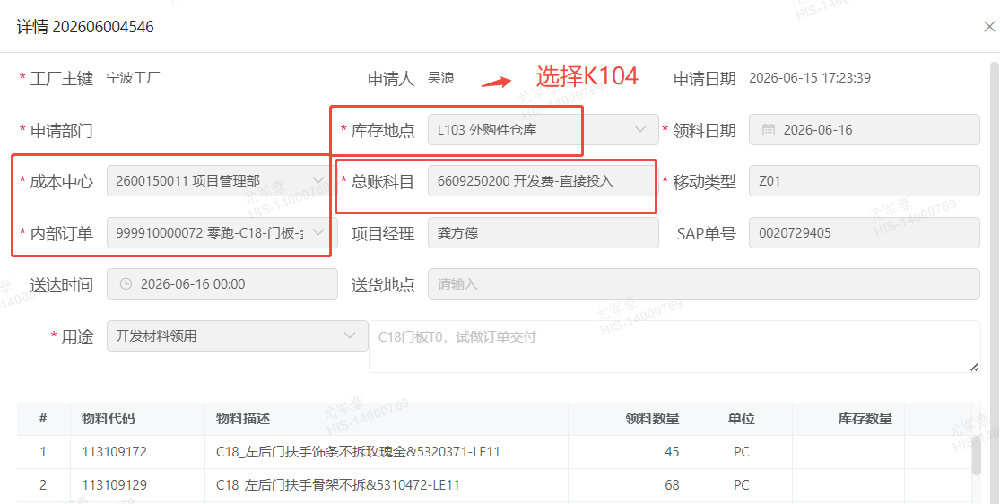 详情 202606004546
* 工厂主键 宁波工厂 申请人 吴浪 选择K104 申请日期 2026-06-15 17:23:39
* 申请部门 * 库存地点 L103 外购件仓库 * 领料日期 2026-06-16
* 成本中心 2600150011 项目管理部 * 总账科目 6609250200 开发费-直接投入 * 移动类型 Z01
* 内部订单 999910000072 零跑-C18-门板- 项目经理 龚方德 SAP单号 0020729405
送达时间 2026-06-16 00:00 送货地点 请输入
* 用途 开发材料领用 C18门板T0，试做订单交付
# 物料代码 物料描述 领料数量 单位 库存数量
1 113109172 C18_左后门扶手饰条不拆玫瑰金&5320371-LE11 45 PC
2 113109129 C18_左后门扶手骨架不拆&5310472-LE11 68 PC
尤军豪
HIS-14000769